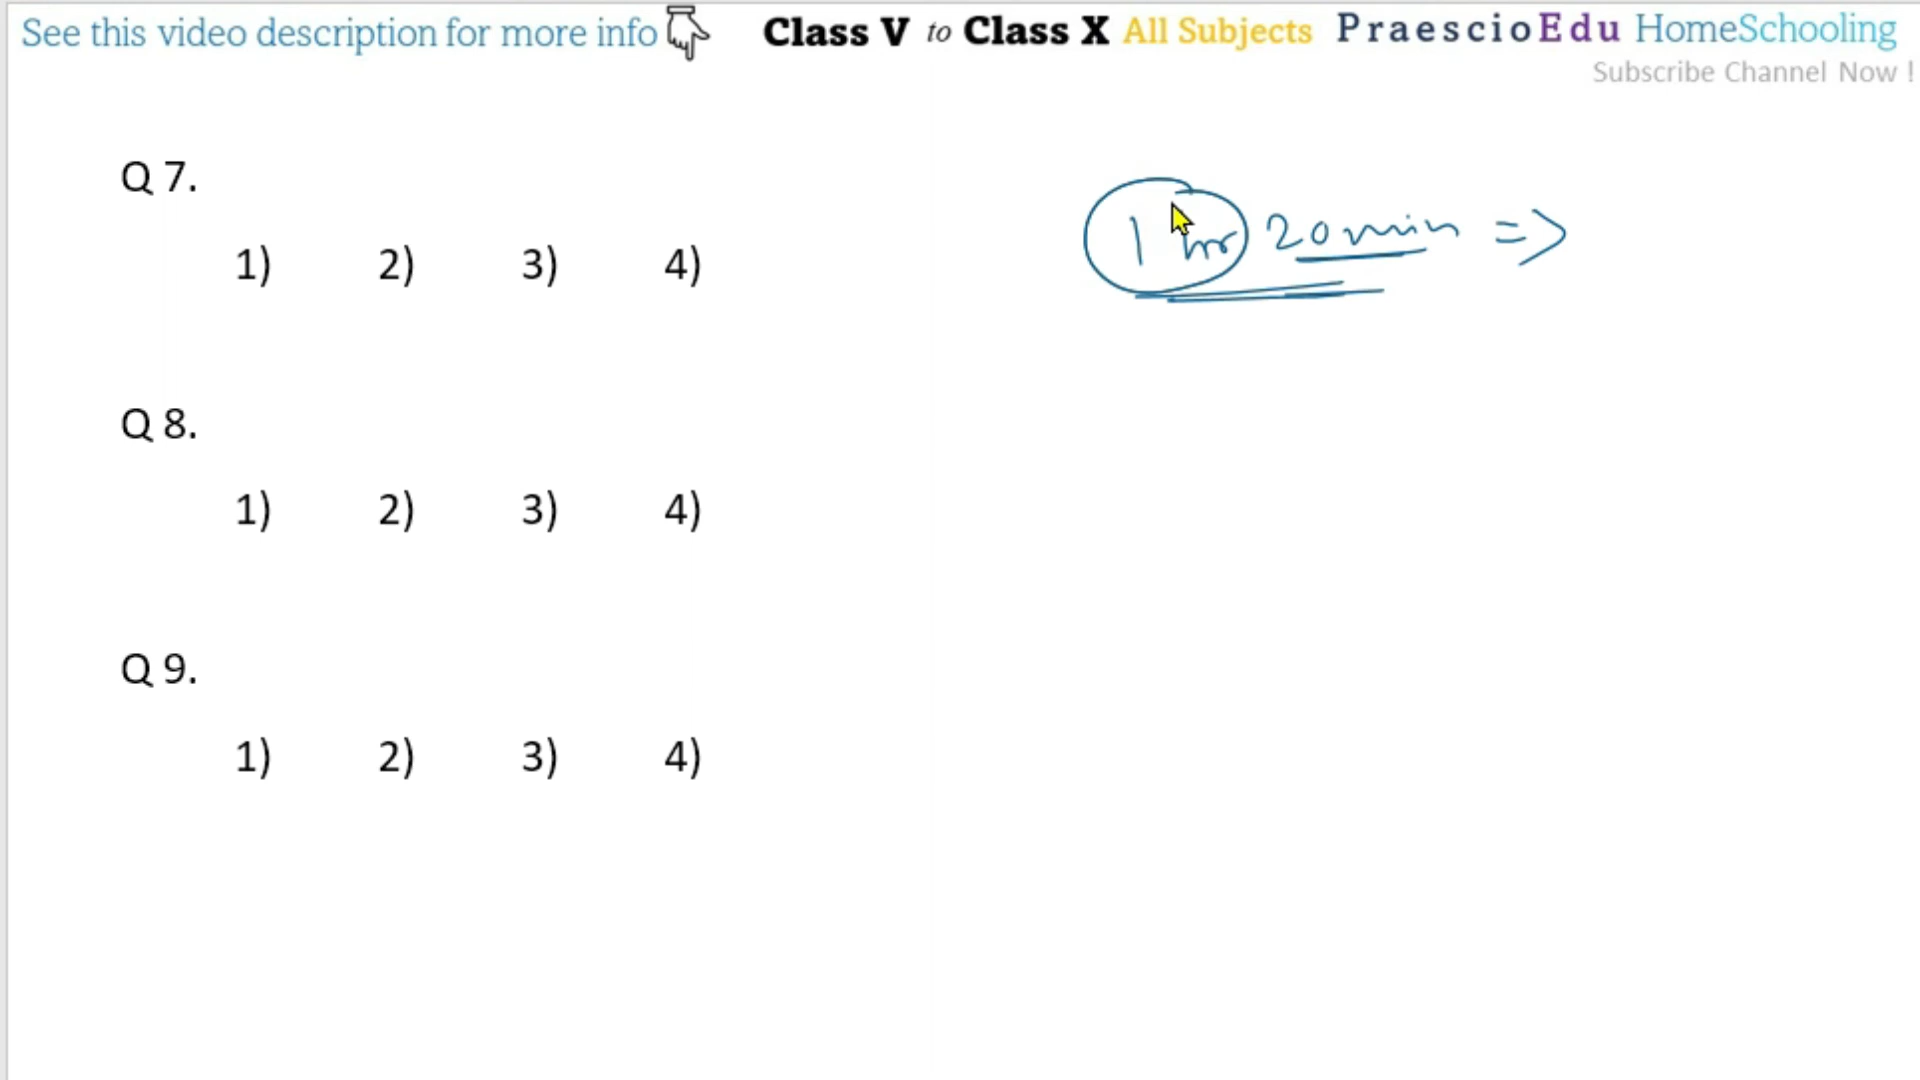 See this video description for more info Class V to Class X All Subjects PraescioEdu HomeSchooling
Subscribe Channel Now !
Q 7.
1 hr 20 min =>
1) 2) 3) 4)
Q 8.
1) 2) 3) 4)
Q 9.
1) 2) 3) 4)